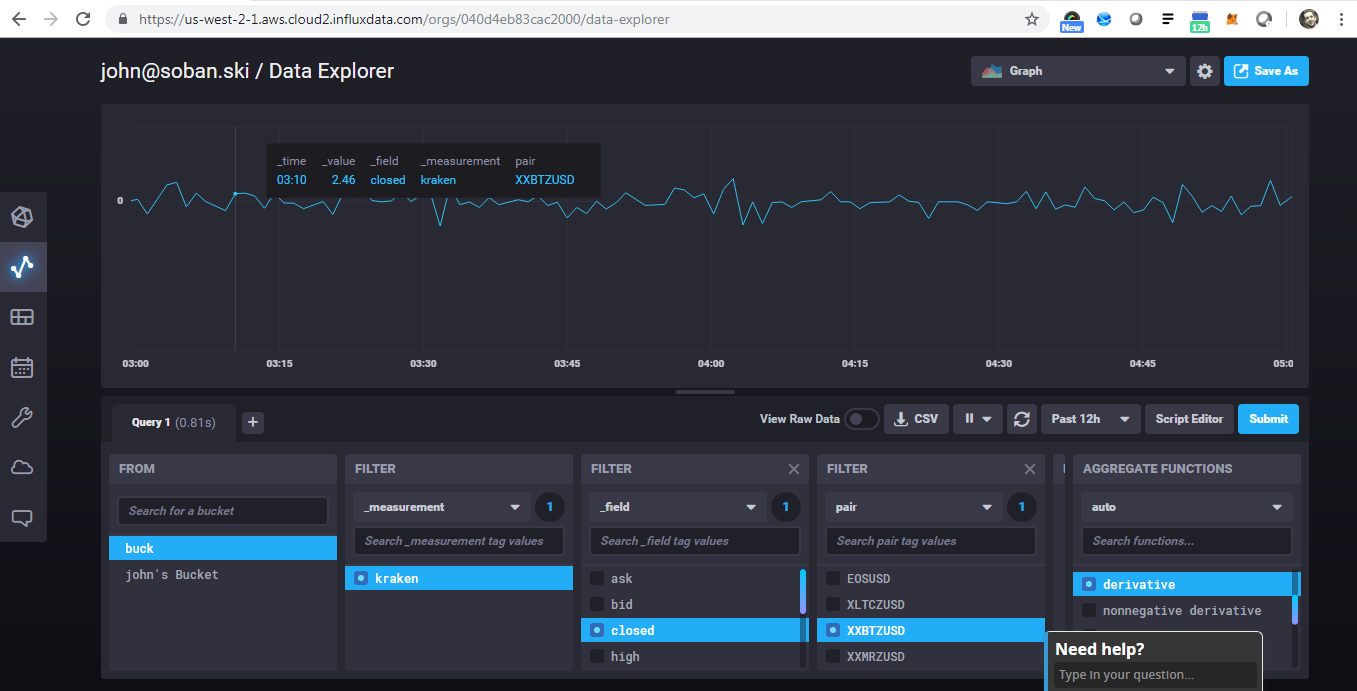 https://us-west-2-1.aws.cloud2.influxdata.com/orgs/040d4eb83cac2000/data-explorer
New
12h
john@soban.ski / Data Explorer
Graph
Save As
_time _value _field _measurement pair
03:10 2.46 closed kraken XXBTZUSD
0
03:00 03:15 03:30 03:45 04:00 04:15 04:30 04:45 05:0
Query 1 (0.81s)
+
View Raw Data
CSV
Past 12h
Script Editor
Submit
FROM
Search for a bucket
buck
john's Bucket
FILTER
_measurement
1
Search _measurement tag values
kraken
FILTER
_field
1
Search _field tag values
ask
bid
closed
high
FILTER
pair
1
Search pair tag values
EOSUSD
XLTCZUSD
XXBTZUSD
XXMRZUSD
AGGREGATE FUNCTIONS
auto
Search functions...
derivative
nonnegative derivative
Need help?
Type in your question...